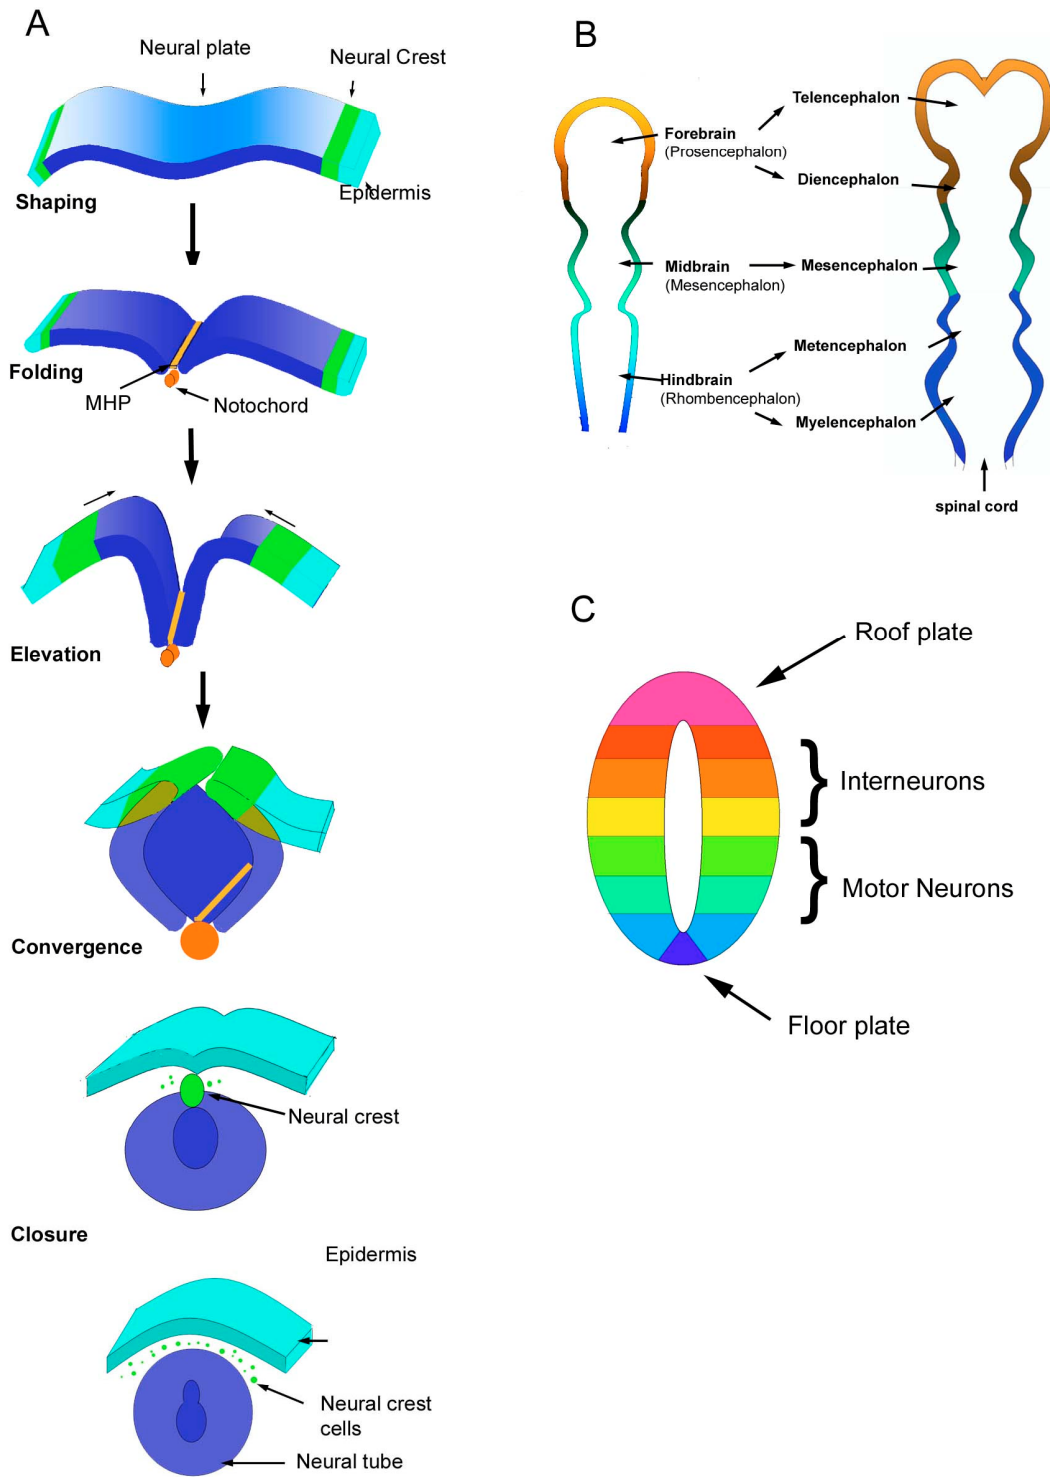 A
Neural plate
Neural Crest
Epidermis
Shaping
Folding
MHP
Notochord
Elevation
Convergence
Neural crest
Closure
Epidermis
Neural crest
cells
Neural tube
B
Forebrain
(Prosencephalon)
Midbrain
(Mesencephalon)
Hindbrain
(Rhombencephalon)
Telencephalon
Diencephalon
Mesencephalon
Metencephalon
Myelencephalon
spinal cord
C
Roof plate
Interneurons
Motor Neurons
Floor plate